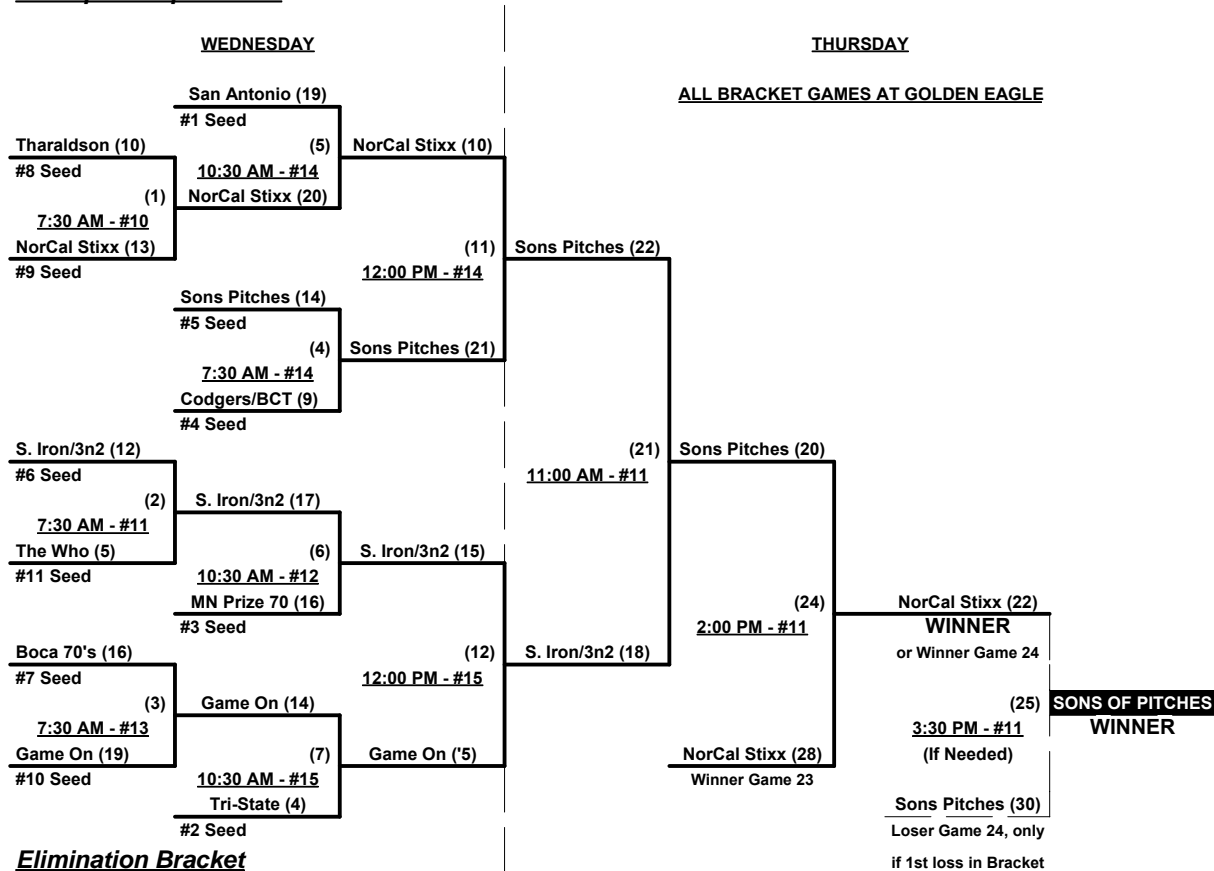 WEDNESDAY
THURSDAY
San Antonio (19)
ALL BRACKET GAMES AT GOLDEN EAGLE
#1 Seed
Tharaldson (10)
(5)
NorCal Stixx (10)
#8 Seed
10:30 AM - #14
(1)
NorCal Stixx (20)
7:30 AM - #10
NorCal Stixx (13)
(11)
Sons Pitches (22)
#9 Seed
12:00 PM - #14
Sons Pitches (14)
#5 Seed
(4)
Sons Pitches (21)
7:30 AM - #14
Codgers/BCT (9)
#4 Seed
S. Iron/3n2 (12)
(21)
Sons Pitches (20)
#6 Seed
11:00 AM - #11
(2)
S. Iron/3n2 (17)
7:30 AM - #11
The Who (5)
(6)
S. Iron/3n2 (15)
#11 Seed
10:30 AM - #12
MN Prize 70 (16)
(24)
NorCal Stixx (22)
#3 Seed
2:00 PM - #11
WINNER
Boca 70's (16)
(12)
S. Iron/3n2 (18)
or Winner Game 24
#7 Seed
12:00 PM - #15
(3)
Game On (14)
(25)
SONS OF PITCHES
7:30 AM - #13
3:30 PM - #11
WINNER
Game On (19)
(7)
Game On ('5)
NorCal Stixx (28)
(If Needed)
#10 Seed
10:30 AM - #15
Winner Game 23
Tri-State (4)
Sons Pitches (30)
#2 Seed
Loser Game 24, only
Elimination Bracket
if 1st loss in Bracket